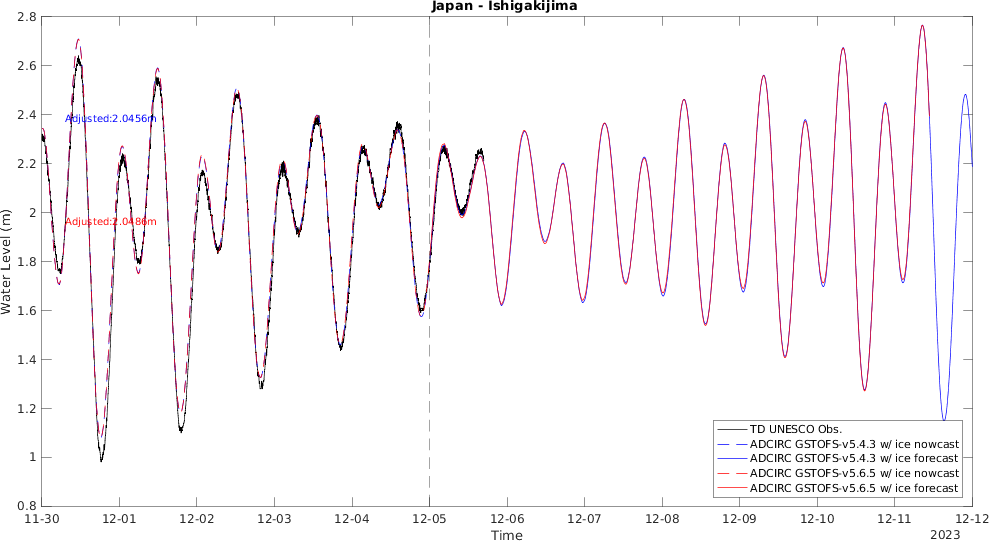 Japan - Ishigakijima
Water Level (m)
2.8
2.6
2.4
2.2
2
1.8
1.6
1.4
1.2
1
0.8
Adjusted:2.0456m
Adjusted:2.0486m
TD UNESCO Obs.
ADCIRC GSTOFS-v5.4.3 w/ ice nowcast
ADCIRC GSTOFS-v5.4.3 w/ ice forecast
ADCIRC GSTOFS-v5.6.5 w/ ice nowcast
ADCIRC GSTOFS-v5.6.5 w/ ice forecast
11-30 12-01 12-02 12-03 12-04 12-05 12-06 12-07 12-08 12-09 12-10 12-11 12-12
Time
2023